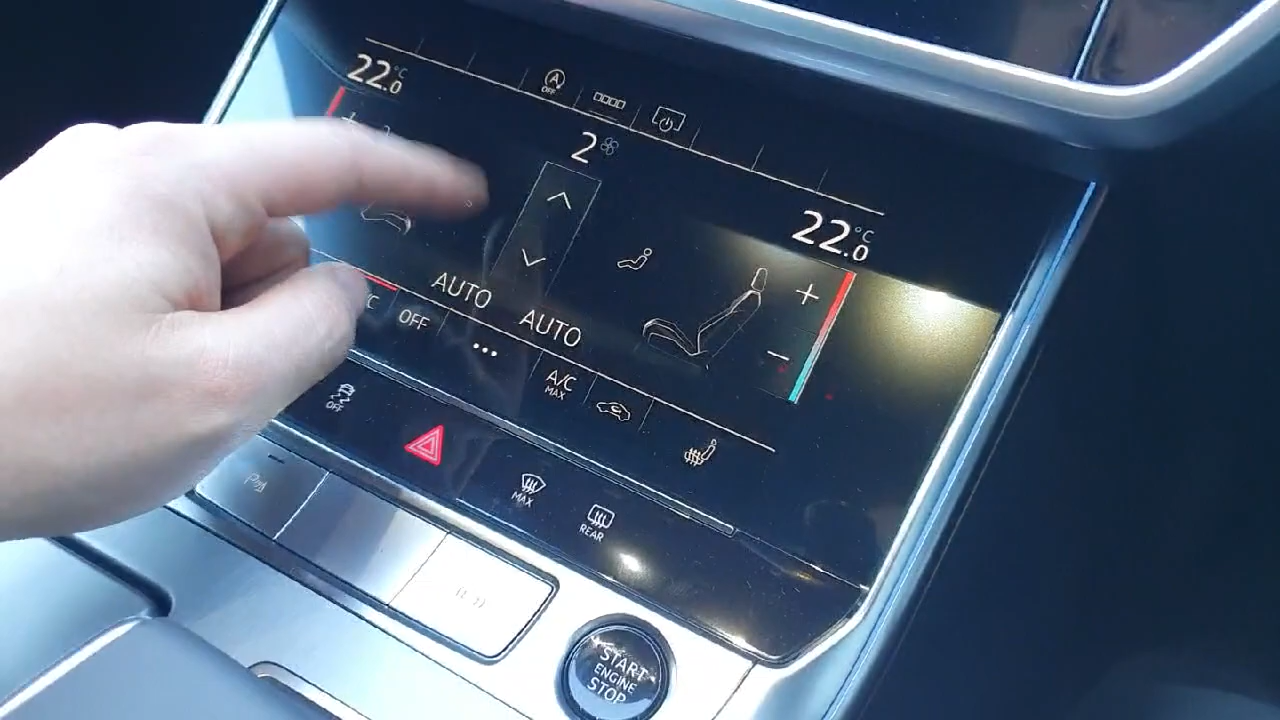 22.0 °C
A
OFF
2
22.0 °C
AUTO
AUTO
C
OFF
A/C
MAX
OFF
MAX
REAR
START
ENGINE
STOP